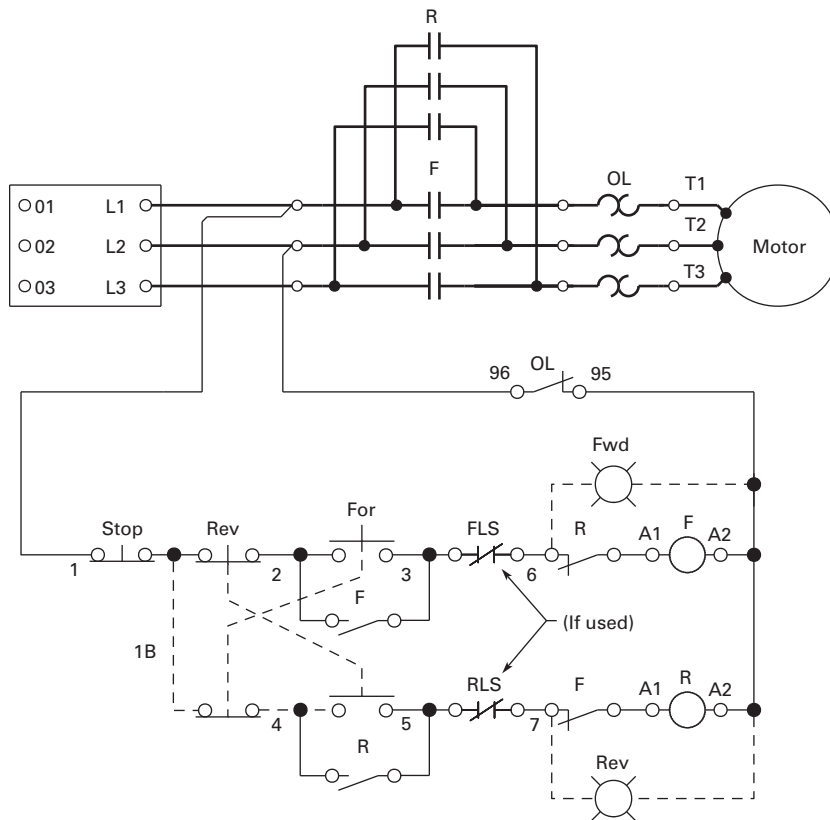 R
F
OL
T1
01 L1
T2
02 L2
Motor
T3
03 L3
OL
96 95
Fwd
For
Stop Rev FLS R A1 F A2
1 2 3 6
F
(If used)
1B
RLS F A1 R A2
4 5 7
R
Rev